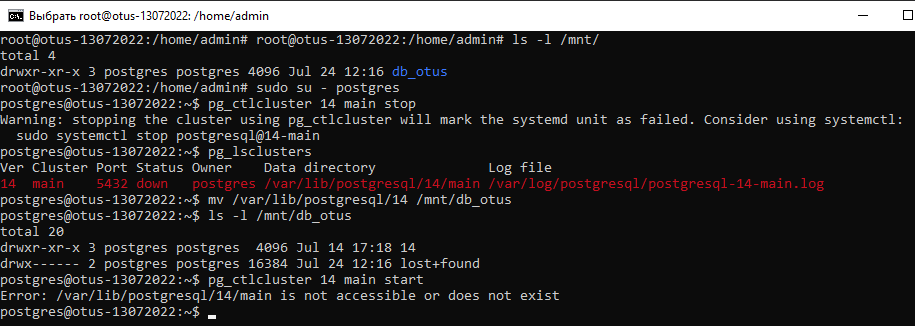 Выбрать root@otus-13072022: /home/admin
root@otus-13072022:/home/admin# root@otus-13072022:/home/admin# ls -l /mnt/
total 4
drwxr-xr-x 3 postgres postgres 4096 Jul 24 12:16 db_otus
root@otus-13072022:/home/admin# sudo su - postgres
postgres@otus-13072022:~$ pg_ctlcluster 14 main stop
Warning: stopping the cluster using pg_ctlcluster will mark the systemd unit as failed. Consider using systemctl:
  sudo systemctl stop postgresql@14-main
postgres@otus-13072022:~$ pg_lsclusters
Ver Cluster Port Status Owner    Data directory              Log file
14  main    5432 down   postgres /var/lib/postgresql/14/main /var/log/postgresql/postgresql-14-main.log
postgres@otus-13072022:~$ mv /var/lib/postgresql/14 /mnt/db_otus
postgres@otus-13072022:~$ ls -l /mnt/db_otus
total 20
drwxr-xr-x 3 postgres postgres  4096 Jul 14 17:18 14
drwx------ 2 postgres postgres 16384 Jul 24 12:16 lost+found
postgres@otus-13072022:~$ pg_ctlcluster 14 main start
Error: /var/lib/postgresql/14/main is not accessible or does not exist
postgres@otus-13072022:~$